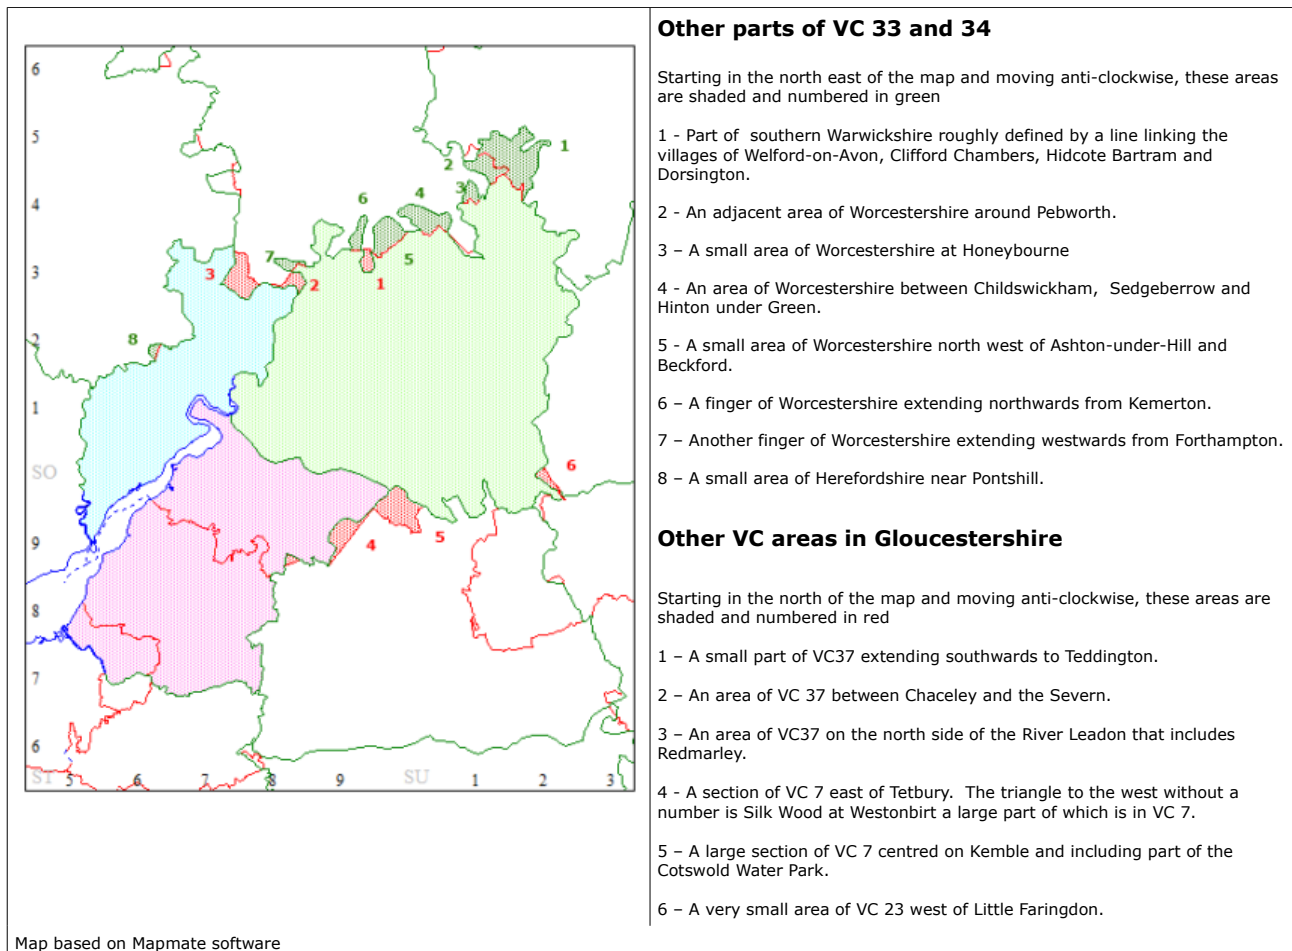 6
5
4
3
2
1
SO
9
8
7
6
ST
5
6
7
8
9
SU
1
2
3
1
2
3
4
6
5
7
8
3
2
1
6
4
5
Other parts of VC 33 and 34
Starting in the north east of the map and moving anti-clockwise, these areas
are shaded and numbered in green
1 - Part of  southern Warwickshire roughly defined by a line linking the
villages of Welford-on-Avon, Clifford Chambers, Hidcote Bartram and
Dorsington.
2 - An adjacent area of Worcestershire around Pebworth.
3 – A small area of Worcestershire at Honeybourne
4 - An area of Worcestershire between Childswickham,  Sedgeberrow and
Hinton under Green.
5 - A small area of Worcestershire north west of Ashton-under-Hill and
Beckford.
6 – A finger of Worcestershire extending northwards from Kemerton.
7 – Another finger of Worcestershire extending westwards from Forthampton.
8 – A small area of Herefordshire near Pontshill.
Other VC areas in Gloucestershire
Starting in the north of the map and moving anti-clockwise, these areas are
shaded and numbered in red
1 – A small part of VC37 extending southwards to Teddington.
2 – An area of VC 37 between Chaceley and the Severn.
3 – An area of VC37 on the north side of the River Leadon that includes
Redmarley.
4 - A section of VC 7 east of Tetbury.  The triangle to the west without a
number is Silk Wood at Westonbirt a large part of which is in VC 7.
5 – A large section of VC 7 centred on Kemble and including part of the
Cotswold Water Park.
6 – A very small area of VC 23 west of Little Faringdon.
Map based on Mapmate software